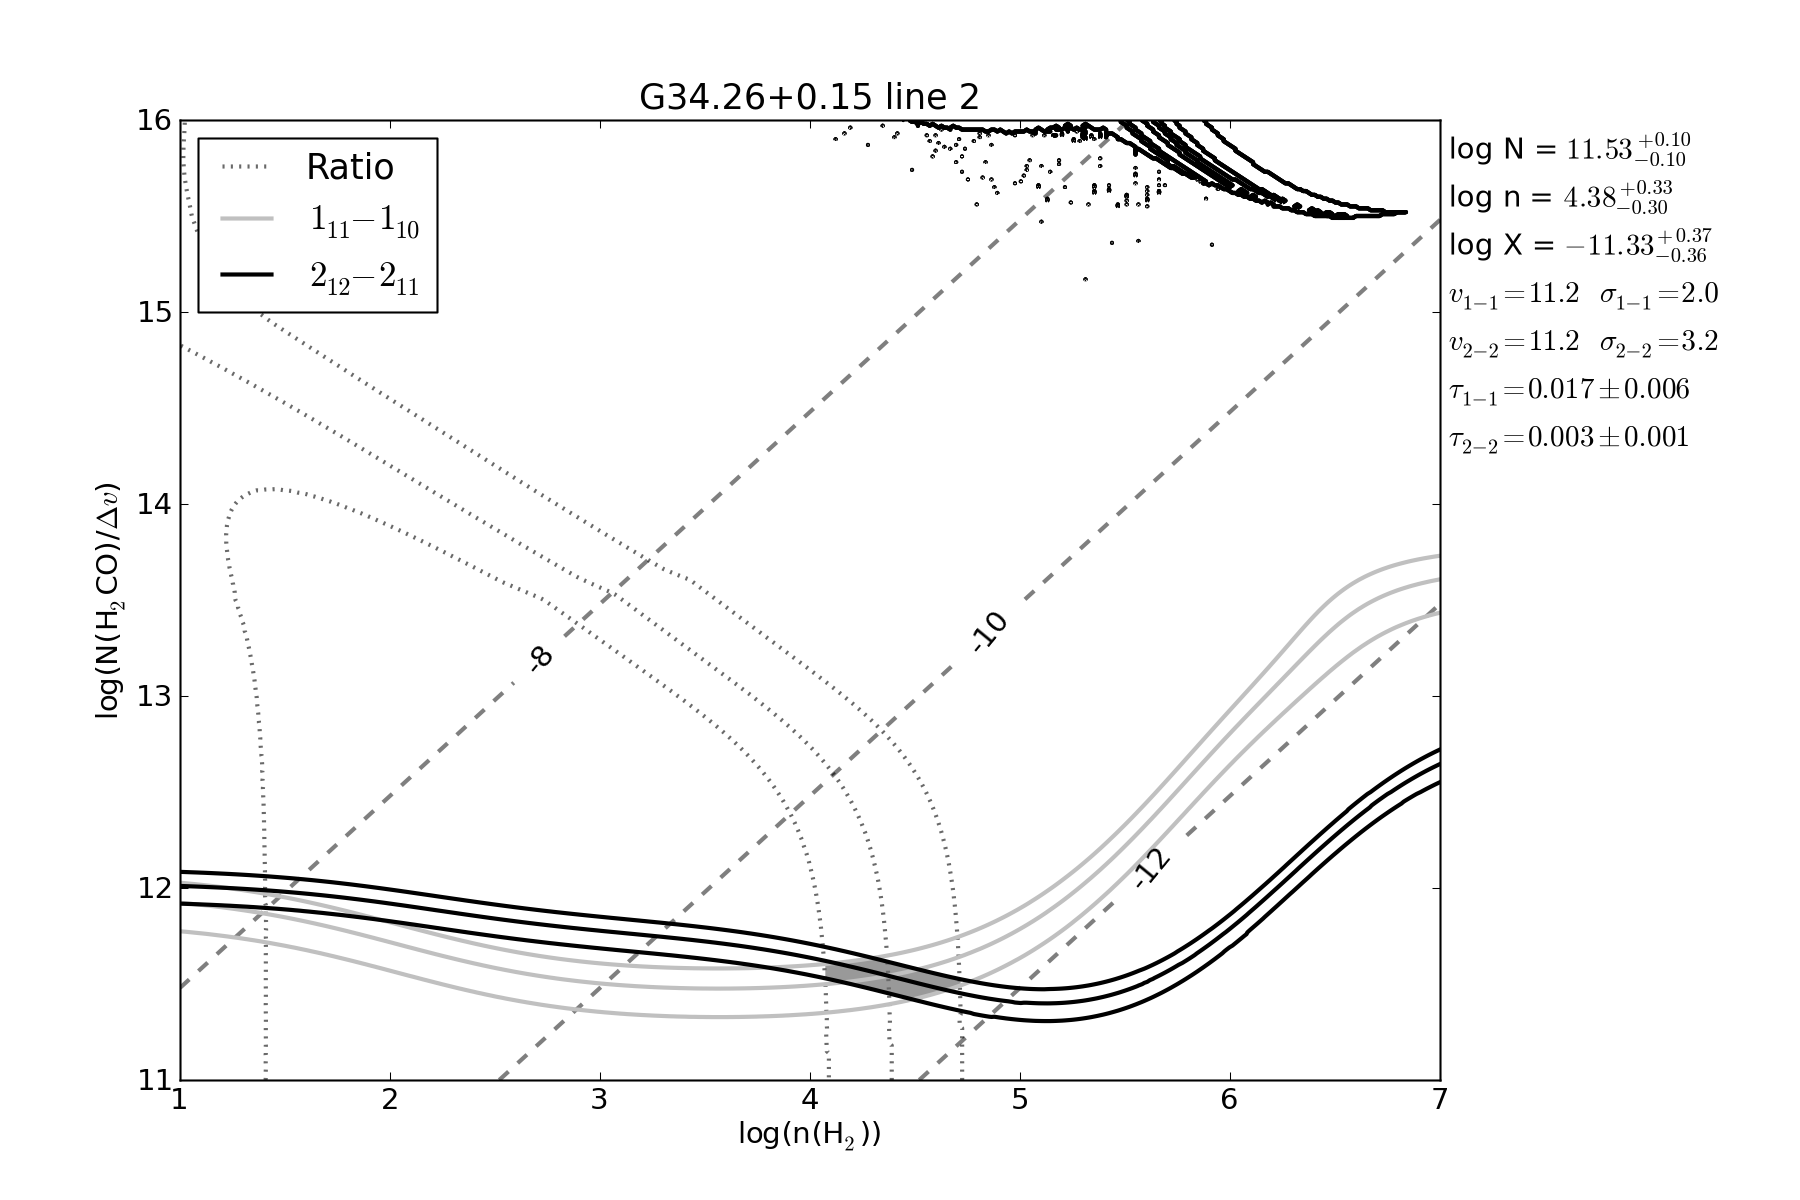 G34.26+0.15 line 2
Ratio
1₁₁−1₁₀
2₁₂−2₁₁
log N = 11.53^{+0.10}_{−0.10}
log n = 4.38^{+0.33}_{−0.30}
log X = −11.33^{+0.37}_{−0.36}
v₁₋₁=11.2 σ₁₋₁=2.0
v₂₋₂=11.2 σ₂₋₂=3.2
τ₁₋₁=0.017±0.006
τ₂₋₂=0.003±0.001
16
15
14
13
12
11
log(N(H₂CO)/Δv)
-8
-10
-12
1 2 3 4 5 6 7
log(n(H₂))